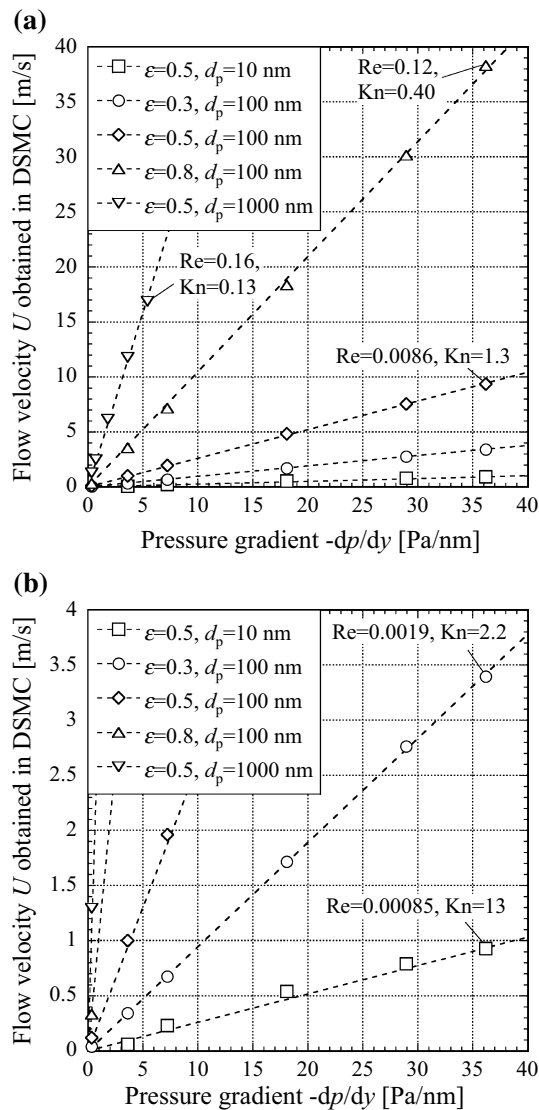 (a)
Flow velocity U obtained in DSMC [m/s]
40
35
30
25
20
15
10
5
0
ε=0.5, dp=10 nm
ε=0.3, dp=100 nm
ε=0.5, dp=100 nm
ε=0.8, dp=100 nm
ε=0.5, dp=1000 nm
Re=0.12,
Kn=0.40
Re=0.16,
Kn=0.13
Re=0.0086, Kn=1.3
0 5 10 15 20 25 30 35 40
Pressure gradient -dp/dy [Pa/nm]
(b)
Flow velocity U obtained in DSMC [m/s]
4
3.5
3
2.5
2
1.5
1
0.5
0
ε=0.5, dp=10 nm
ε=0.3, dp=100 nm
ε=0.5, dp=100 nm
ε=0.8, dp=100 nm
ε=0.5, dp=1000 nm
Re=0.0019, Kn=2.2
Re=0.00085, Kn=13
0 5 10 15 20 25 30 35 40
Pressure gradient -dp/dy [Pa/nm]